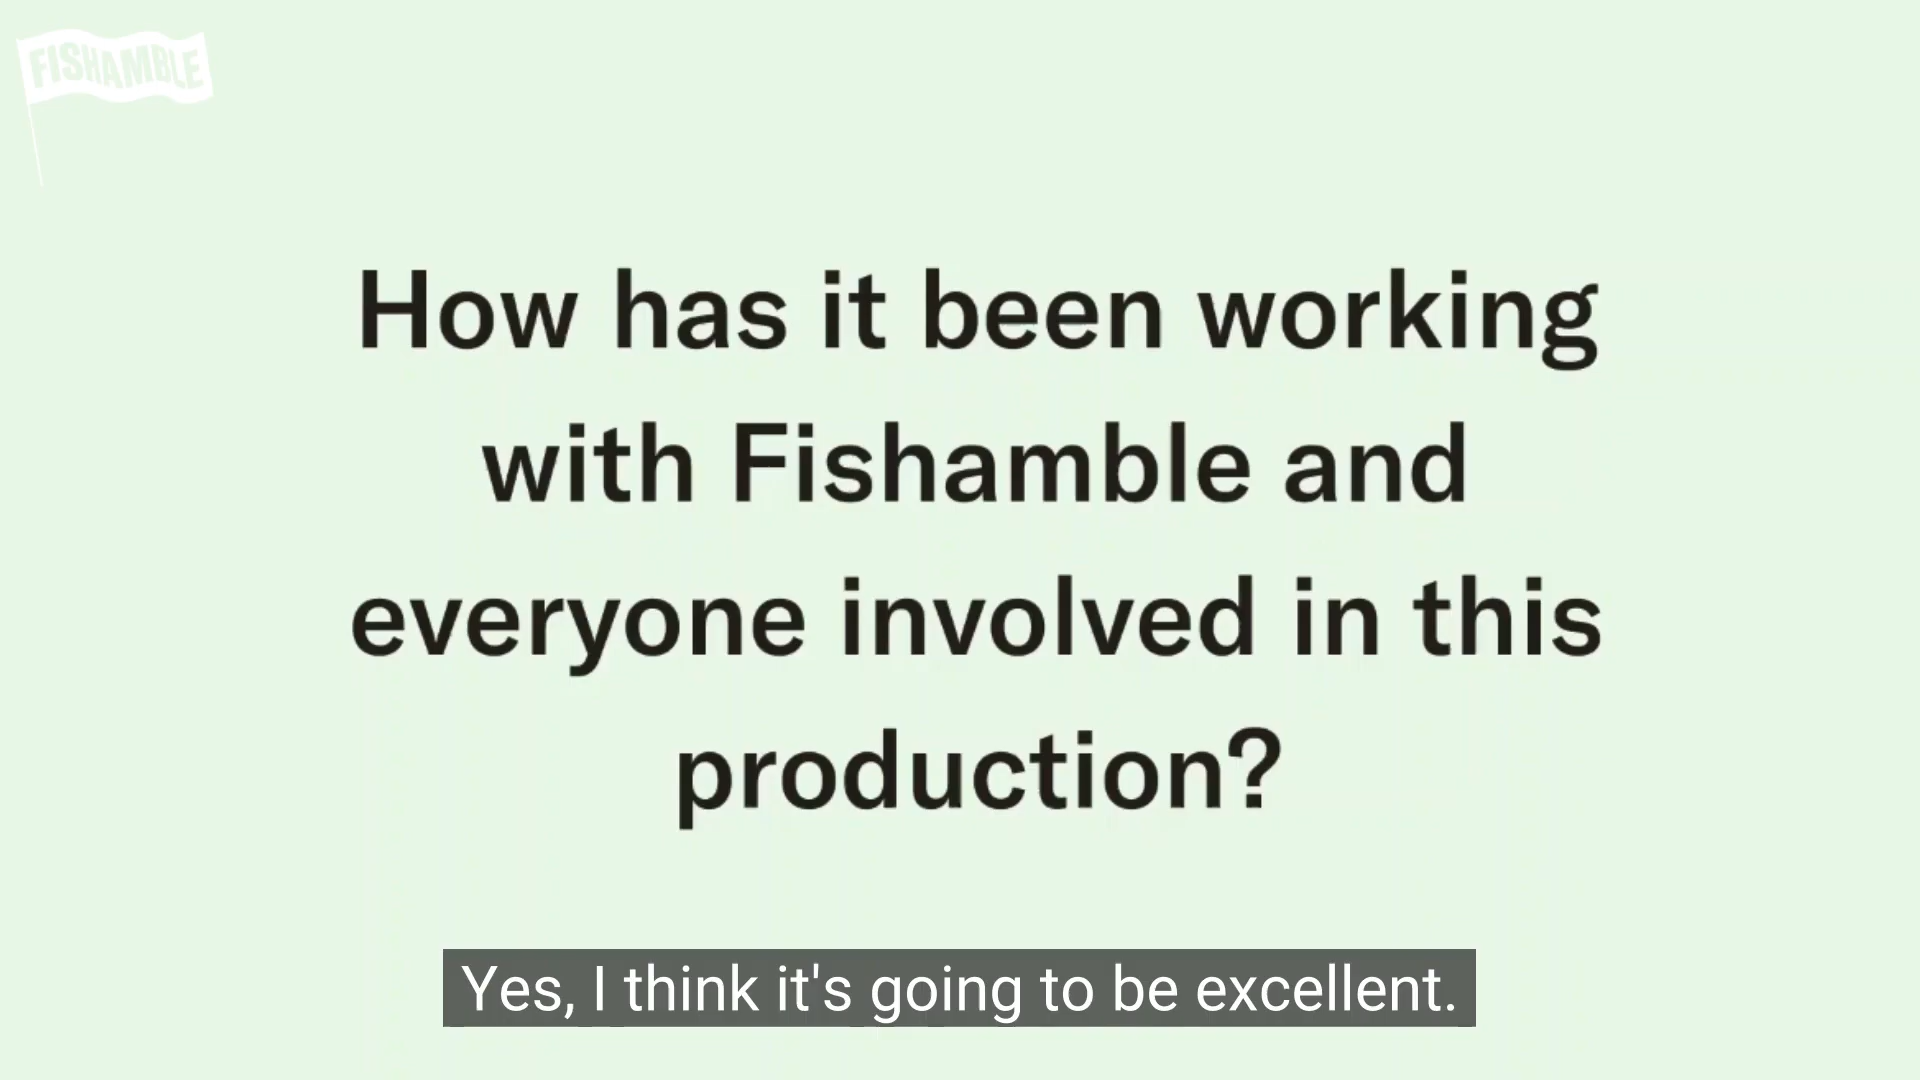 FISHAMBLE
How has it been working
with Fishamble and
everyone involved in this
production?
Yes, I think it's going to be excellent.